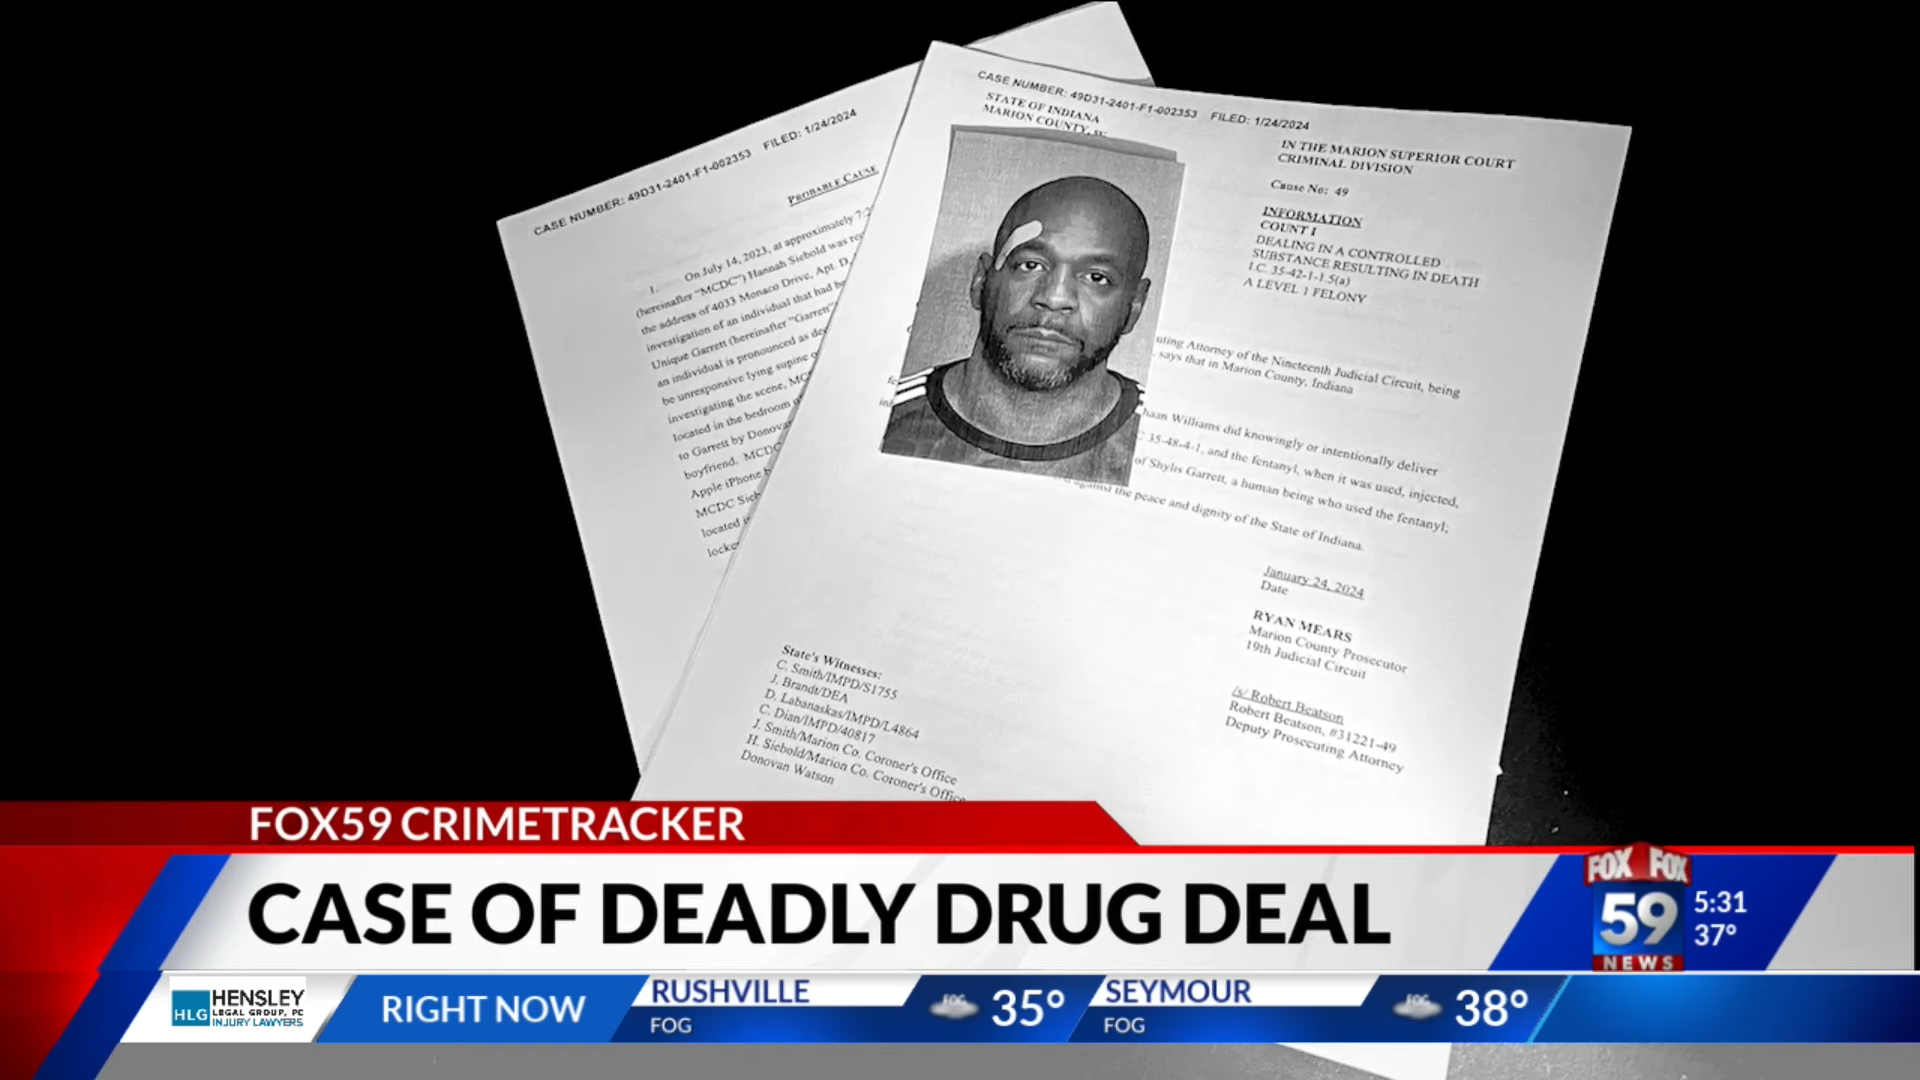 CASE NUMBER: 49D31-2401-F1-002353 FILED: 1/24/2024
PROBABLE CAUSE
1. On July 14, 2023, at approximately
(hereinafter "MCDC") Hannah Siebold was
the address of 4033 Monaco Drive, Apt. D,
investigation of an individual that had
Unique Garrett (hereinafter "Garrett"
an individual is pronounced as
be unresponsive lying supine
investigating the scene,
located in the bedroom
to Garrett by
boyfriend. MCDC
Apple iPhone
MCDC
located
CASE NUMBER: 49D31-2401-F1-002353 FILED: 1/24/2024
STATE OF INDIANA
MARION COUNTY,
IN THE MARION SUPERIOR COURT
CRIMINAL DIVISION
Cause No: 49
INFORMATION
COUNT I
DEALING IN A CONTROLLED
SUBSTANCE RESULTING IN DEATH
I.C. 35-42-1-1.5(a)
A LEVEL 1 FELONY
Attorney of the Nineteenth Judicial Circuit, being
says that in Marion County, Indiana
Williams did knowingly or intentionally deliver
35-48-4-1, and the fentanyl, when it was used, injected,
of Shylis Garrett, a human being who used the fentanyl;
against the peace and dignity of the State of Indiana.
January 24, 2024
Date
RYAN MEARS
Marion County Prosecutor
19th Judicial Circuit
/s/ Robert Beatson
Robert Beatson, #31221-49
Deputy Prosecuting Attorney
State's Witnesses:
C. Smith/IMPD/S1755
J. Brandt/DEA
D. Labanaskas/IMPD/L4864
C. Dian/IMPD/40817
J. Smith/Marion Co. Coroner's Office
H. Siebold/Marion Co. Coroner's Office
Donovan Watson
FOX59 CRIMETRACKER
CASE OF DEADLY DRUG DEAL
FOX FOX
59
NEWS
5:31
37°
HLG HENSLEY
LEGAL GROUP, PC
INJURY LAWYERS
RIGHT NOW
RUSHVILLE
FOG
FOG
35°
SEYMOUR
FOG
FOG
38°